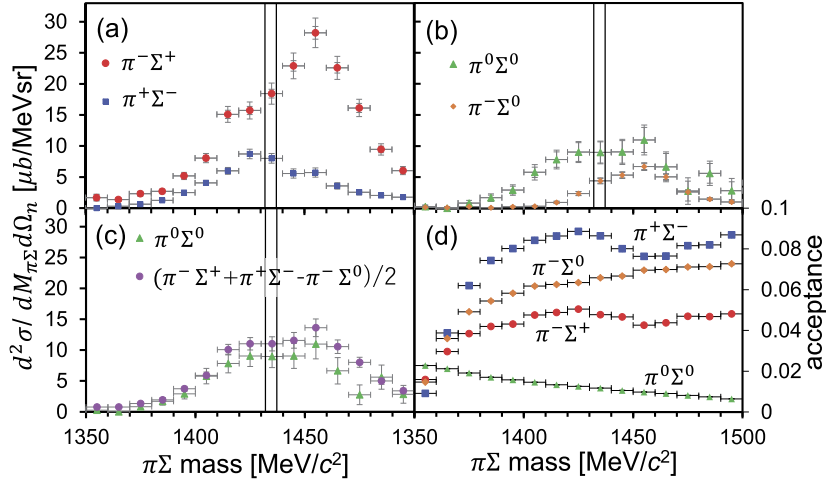 (a)
π⁻Σ⁺
π⁺Σ⁻
30
25
20
15
10
5
0
(b)
π⁰Σ⁰
π⁻Σ⁰
0.1
(c)
π⁰Σ⁰
(π⁻Σ⁺+π⁺Σ⁻-π⁻Σ⁰)/2
30
25
20
15
10
5
0
(d)
π⁺Σ⁻
π⁻Σ⁰
π⁻Σ⁺
π⁰Σ⁰
0.08
0.06
0.04
0.02
0
1350 1400 1450 1350 1400 1450 1500
πΣ mass [MeV/c²] πΣ mass [MeV/c²]
d²σ/dM_πΣdΩₙ [μb/MeVsr]
acceptance